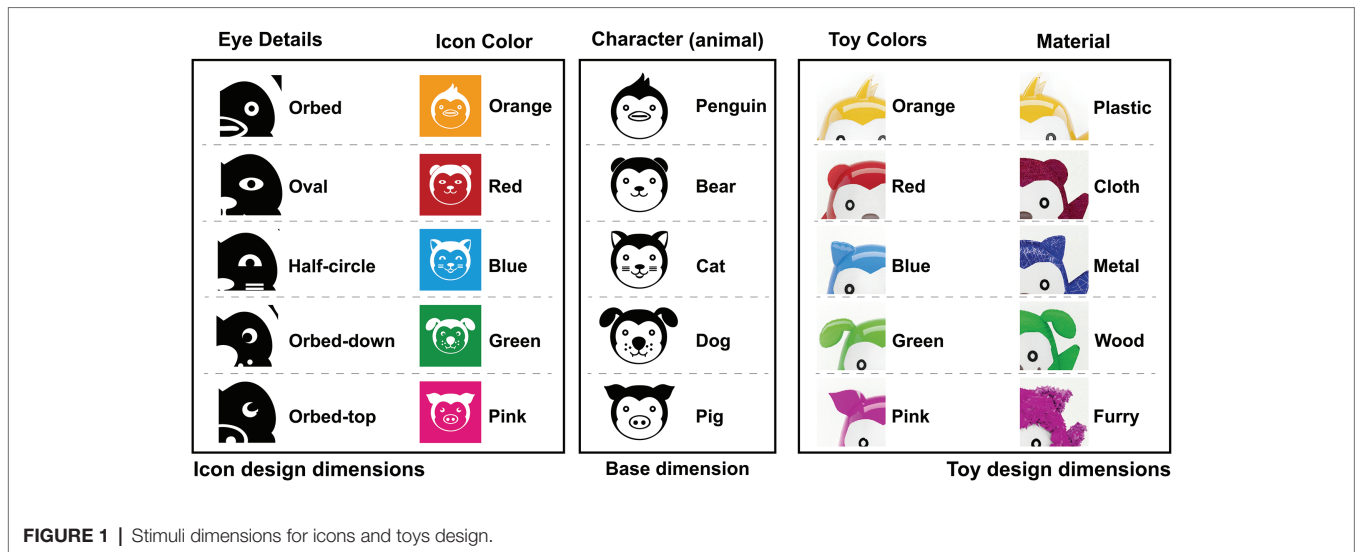 Eye Details Icon Color Character (animal) Toy Colors Material
Orbed Orange Penguin Orange Plastic
Oval Red Bear Red Cloth
Half-circle Blue Cat Blue Metal
Orbed-down Green Dog Green Wood
Orbed-top Pink Pig Pink Furry
Icon design dimensions Base dimension Toy design dimensions
FIGURE 1 | Stimuli dimensions for icons and toys design.